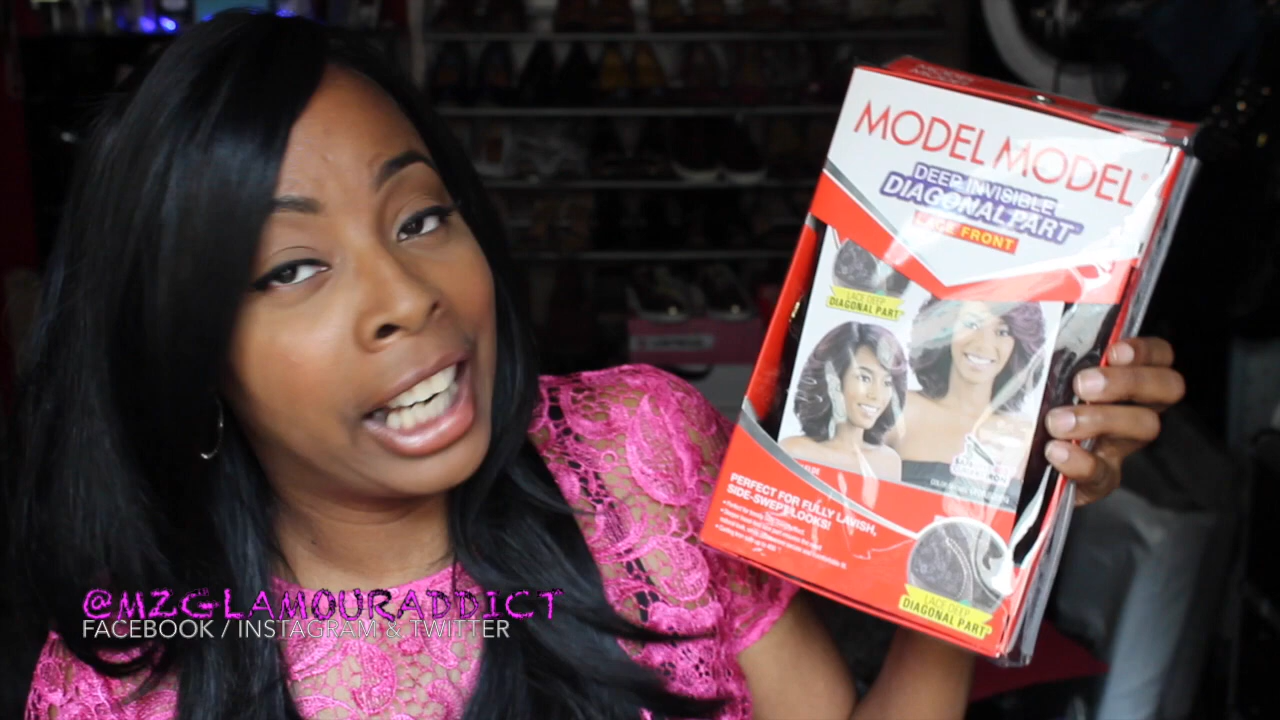 MODEL MODEL
DEEP INVISIBLE
DIAGONAL PART
LACE FRONT
LACE DEEP
DIAGONAL PART
PERFECT FOR FULLY LAVISH,
SIDE-SWEPT LOOKS!
LACE DEEP
DIAGONAL PART
@MZGLAMOURADDICT
FACEBOOK / INSTAGRAM & TWITTER